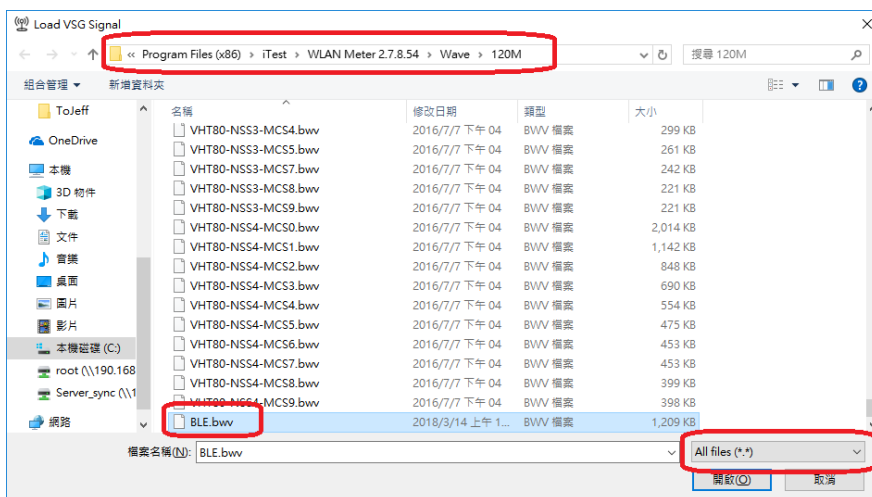 Load VSG Signal
« Program Files (x86) › iTest › WLAN Meter 2.7.8.54 › Wave › 120M
搜尋 120M
組合管理
新增資料夾
ToJeff
OneDrive
本機
3D 物件
下載
文件
音樂
桌面
圖片
影片
本機磁碟 (C:)
root (\\190.168
Server_sync (\\1
網路
名稱 修改日期 類型 大小
VHT80-NSS3-MCS4.bwv 2016/7/7 下午 04 BWV 檔案 299 KB
VHT80-NSS3-MCS5.bwv 2016/7/7 下午 04 BWV 檔案 261 KB
VHT80-NSS3-MCS7.bwv 2016/7/7 下午 04 BWV 檔案 242 KB
VHT80-NSS3-MCS8.bwv 2016/7/7 下午 04 BWV 檔案 221 KB
VHT80-NSS3-MCS9.bwv 2016/7/7 下午 04 BWV 檔案 221 KB
VHT80-NSS4-MCS0.bwv 2016/7/7 下午 04 BWV 檔案 2,014 KB
VHT80-NSS4-MCS1.bwv 2016/7/7 下午 04 BWV 檔案 1,142 KB
VHT80-NSS4-MCS2.bwv 2016/7/7 下午 04 BWV 檔案 848 KB
VHT80-NSS4-MCS3.bwv 2016/7/7 下午 04 BWV 檔案 690 KB
VHT80-NSS4-MCS4.bwv 2016/7/7 下午 04 BWV 檔案 554 KB
VHT80-NSS4-MCS5.bwv 2016/7/7 下午 04 BWV 檔案 475 KB
VHT80-NSS4-MCS6.bwv 2016/7/7 下午 04 BWV 檔案 453 KB
VHT80-NSS4-MCS7.bwv 2016/7/7 下午 04 BWV 檔案 453 KB
VHT80-NSS4-MCS8.bwv 2016/7/7 下午 04 BWV 檔案 399 KB
VHT80-NSS4-MCS9.bwv 2016/7/7 下午 04 BWV 檔案 398 KB
BLE.bwv 2018/3/14 上午 1... BWV 檔案 1,209 KB
檔案名稱(N): BLE.bwv
All files (*.*)
開啟(O)
取消